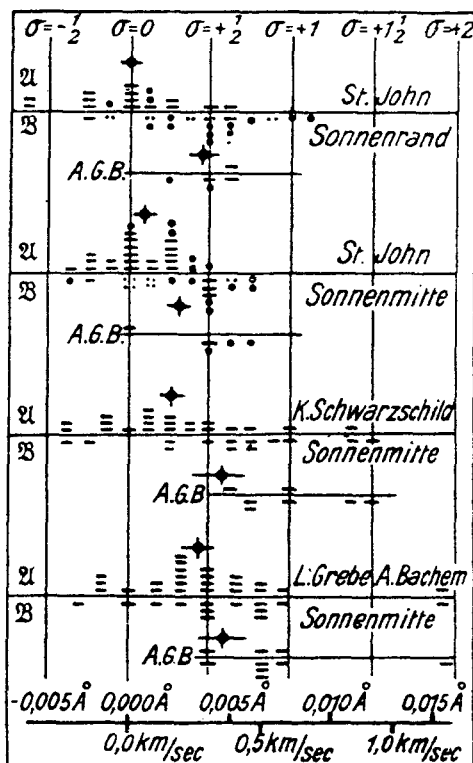 σ=-½ σ=0 σ=+½ σ=+1 σ=+1½ σ=+2
𝔄 St. John
𝔅 Sonnenrand
A.G.B.
𝔄 St. John
𝔅 Sonnenmitte
A.G.B.
𝔄 K.Schwarzschild
𝔅 Sonnenmitte
A.G.B
𝔄 L.Grebe A.Bachem
𝔅 Sonnenmitte
A.G.B
-0,005Å 0,000Å 0,005Å 0,010Å 0,015Å
0,0km/sec 0,5km/sec 1,0km/sec